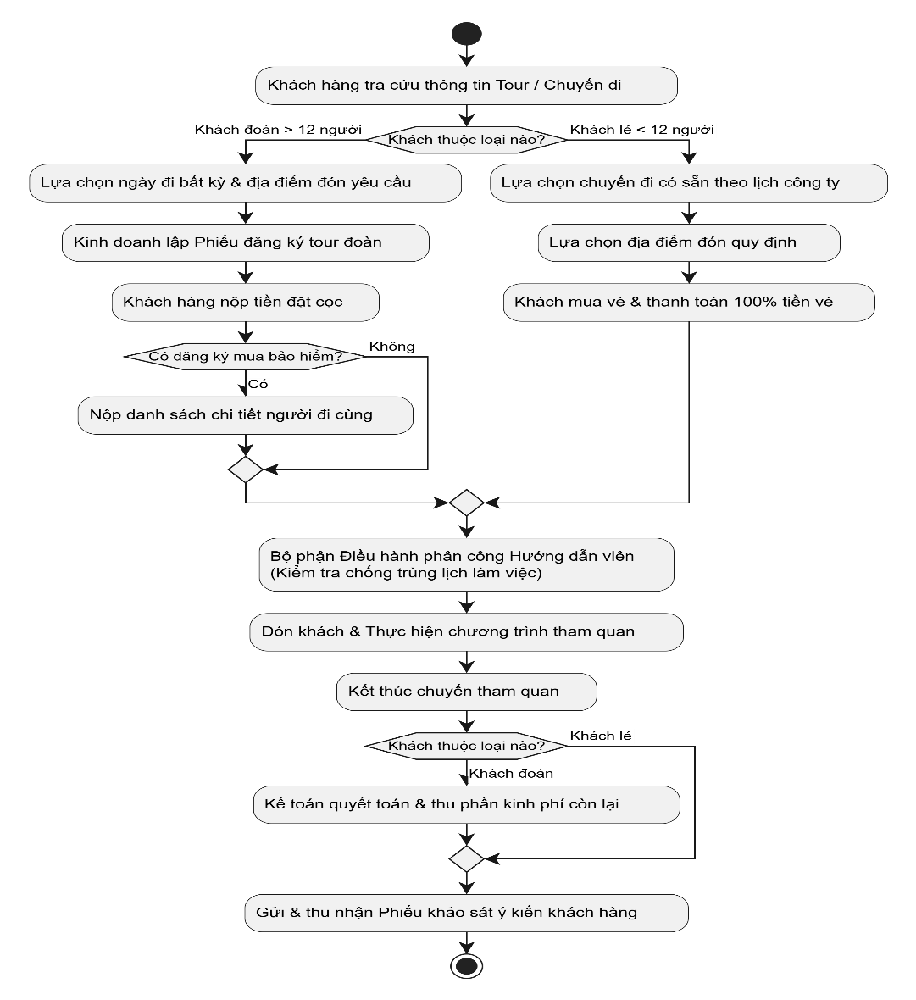 Khách hàng tra cứu thông tin Tour / Chuyến đi
Khách đoàn > 12 người
Khách thuộc loại nào?
Khách lẻ < 12 người
Lựa chọn ngày đi bất kỳ & địa điểm đón yêu cầu
Lựa chọn chuyến đi có sẵn theo lịch công ty
Kinh doanh lập Phiếu đăng ký tour đoàn
Lựa chọn địa điểm đón quy định
Khách hàng nộp tiền đặt cọc
Khách mua vé & thanh toán 100% tiền vé
Có đăng ký mua bảo hiểm?
Không
Có
Nộp danh sách chi tiết người đi cùng
Bộ phận Điều hành phân công Hướng dẫn viên
(Kiểm tra chống trùng lịch làm việc)
Đón khách & Thực hiện chương trình tham quan
Kết thúc chuyến tham quan
Khách thuộc loại nào?
Khách lẻ
Khách đoàn
Kế toán quyết toán & thu phần kinh phí còn lại
Gửi & thu nhận Phiếu khảo sát ý kiến khách hàng